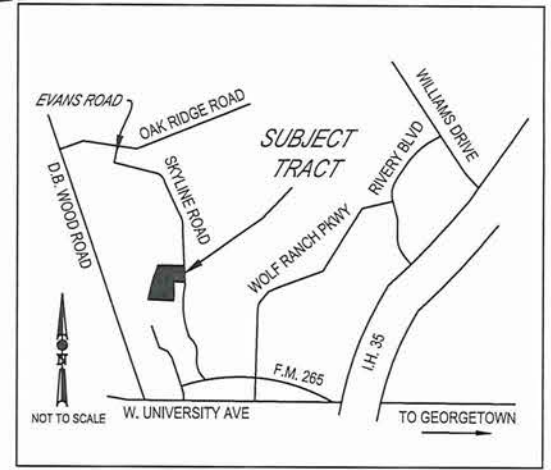 WILLIAMS DRIVE
EVANS ROAD
OAK RIDGE ROAD
SUBJECT
TRACT
RIVERY BLVD
D.B. WOOD ROAD
SKYLINE ROAD
WOLF RANCH PKWY
I.H. 35
F.M. 265
N
NOT TO SCALE
W. UNIVERSITY AVE
TO GEORGETOWN